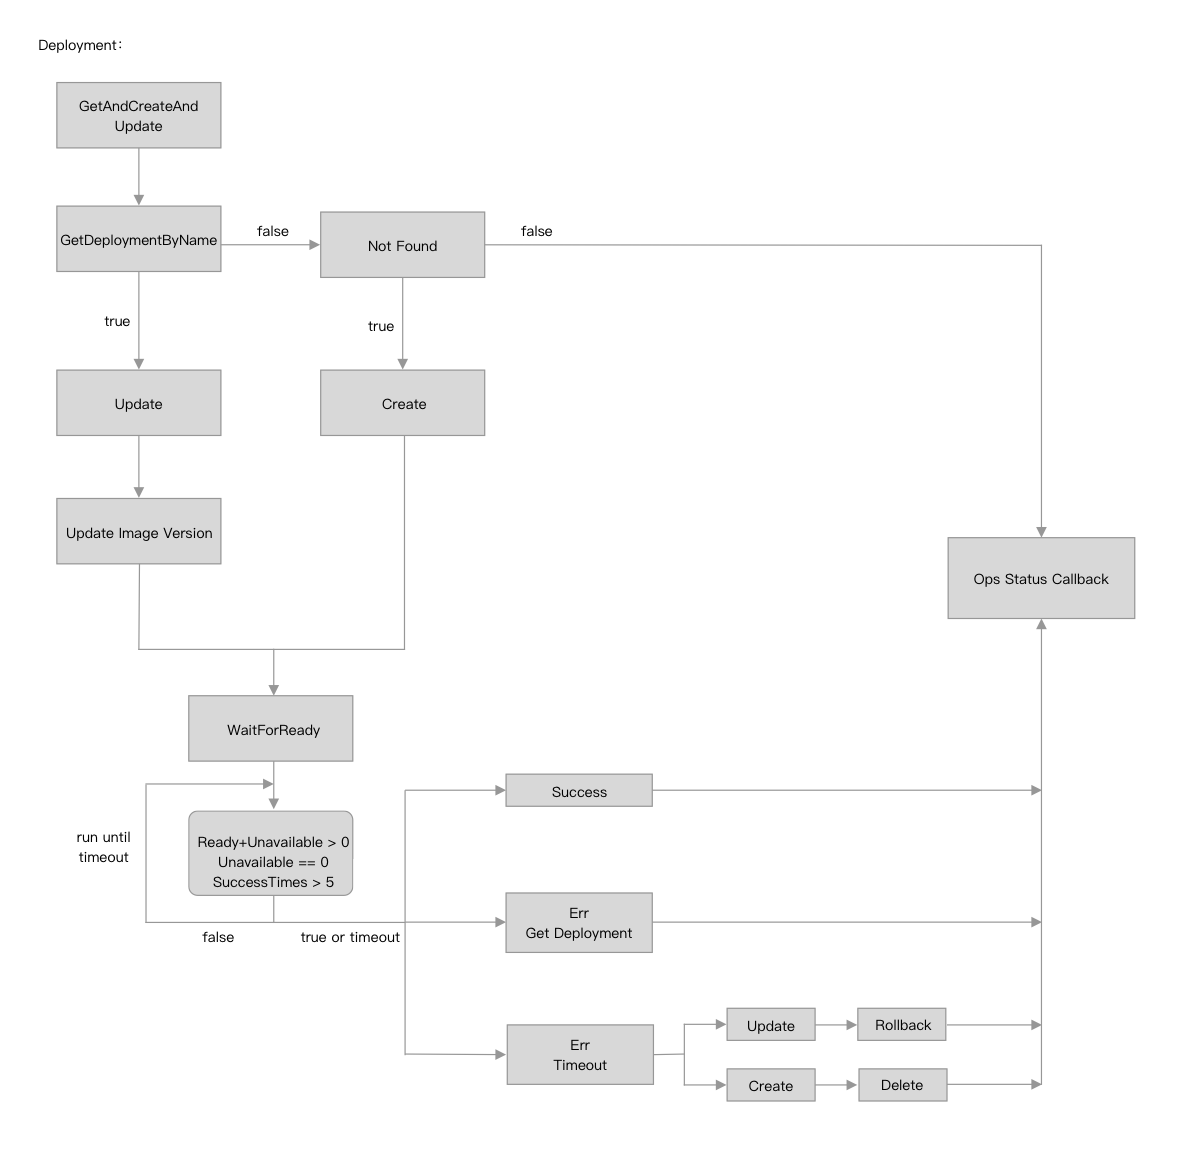 Deployment:
GetAndCreateAnd
Update
GetDeploymentByName
false
Not Found
false
true
true
Update
Create
Update Image Version
Ops Status Callback
WaitForReady
Success
run until
timeout
Ready+Unavailable > 0
Unavailable == 0
SuccessTimes > 5
false
true or timeout
Err
Get Deployment
Err
Timeout
Update
Rollback
Create
Delete